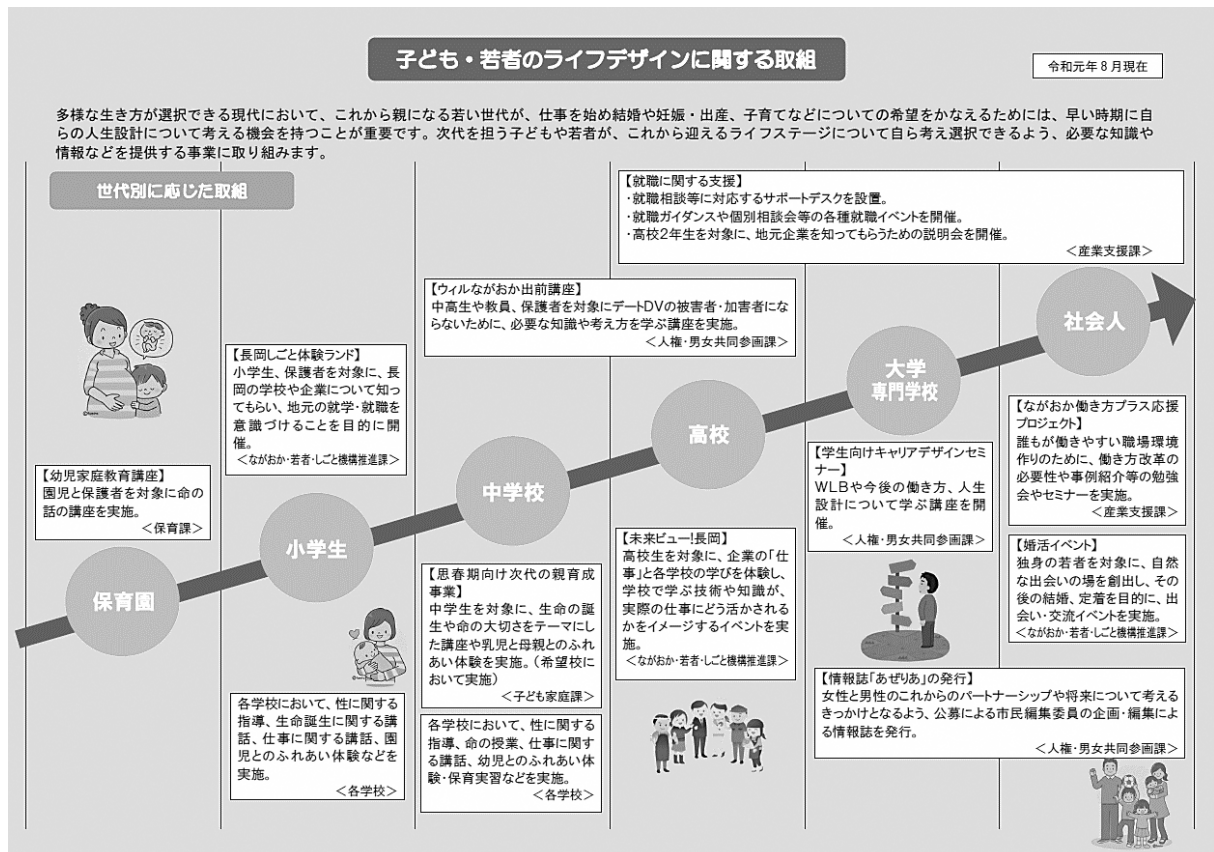 子ども・若者のライフデザインに関する取組
令和元年８月現在
多様な生き方が選択できる現代において、これから親になる若い世代が、仕事を始め結婚や妊娠・出産、子育てなどについての希望をかなえるためには、早い時期に自
らの人生設計について考える機会を持つことが重要です。次代を担う子どもや若者が、これから迎えるライフステージについて自ら考え選択できるよう、必要な知識や
情報などを提供する事業に取り組みます。
世代別に応じた取組
【就職に関する支援】
・就職相談等に対応するサポートデスクを設置。
・就職ガイダンスや個別相談会等の各種就職イベントを開催。
・高校２年生を対象に、地元企業を知ってもらうための説明会を開催。
＜産業支援課＞
【ウィルながおか出前講座】
中高生や教員、保護者を対象にデートDVの被害者・加害者にな
らないために、必要な知識や考え方を学ぶ講座を実施。
＜人権・男女共同参画課＞
【長岡しごと体験ランド】
小学生、保護者を対象に、長
岡の学校や企業について知っ
てもらい、地元の就学・就職を
意識づけることを目的に開
催。
＜ながおか・若者・しごと機構推進課＞
【幼児家庭教育講座】
園児と保護者を対象に命の
話の講座を実施。
＜保育課＞
保育園
小学生
中学校
高校
大学
専門学校
社会人
各学校において、性に関する
指導、生命誕生に関する講
話、仕事に関する講話、園
児とのふれあい体験などを
実施。
＜各学校＞
【思春期向け次代の親育成
事業】
中学生を対象に、生命の誕
生や命の大切さをテーマにし
た講座や乳児と母親とのふれ
あい体験を実施。（希望校に
おいて実施）
＜子ども家庭課＞
各学校において、性に関する
指導、命の授業、仕事に関す
る講話、幼児とのふれあい体
験・保育実習などを実施。
＜各学校＞
【未来ビュー！長岡】
高校生を対象に、企業の「仕
事」と各学校の学びを体験し、
学校で学ぶ技術や知識が、
実際の仕事にどう活かされる
かをイメージするイベントを実
施。
＜ながおか・若者・しごと機構推進課＞
【学生向けキャリアデザインセミ
ナー】
ＷＬＢや今後の働き方、人生
設計について学ぶ講座を開
催。
＜人権・男女共同参画課＞
【ながおか働き方プラス応援
プロジェクト】
誰もが働きやすい職場環境
作りのために、働き方改革の
必要性や事例紹介等の勉強
会やセミナーを実施。
＜産業支援課＞
【婚活イベント】
独身の若者を対象に、自然
な出会いの場を創出し、その
後の結婚、定着を目的に、出
会い・交流イベントを実施。
＜ながおか・若者・しごと機構推進課＞
【情報誌「あぜりあ」の発行】
女性と男性のこれからのパートナーシップや将来について考える
きっかけとなるよう、公募による市民編集委員の企画・編集によ
る情報誌を発行。
＜人権・男女共同参画課＞